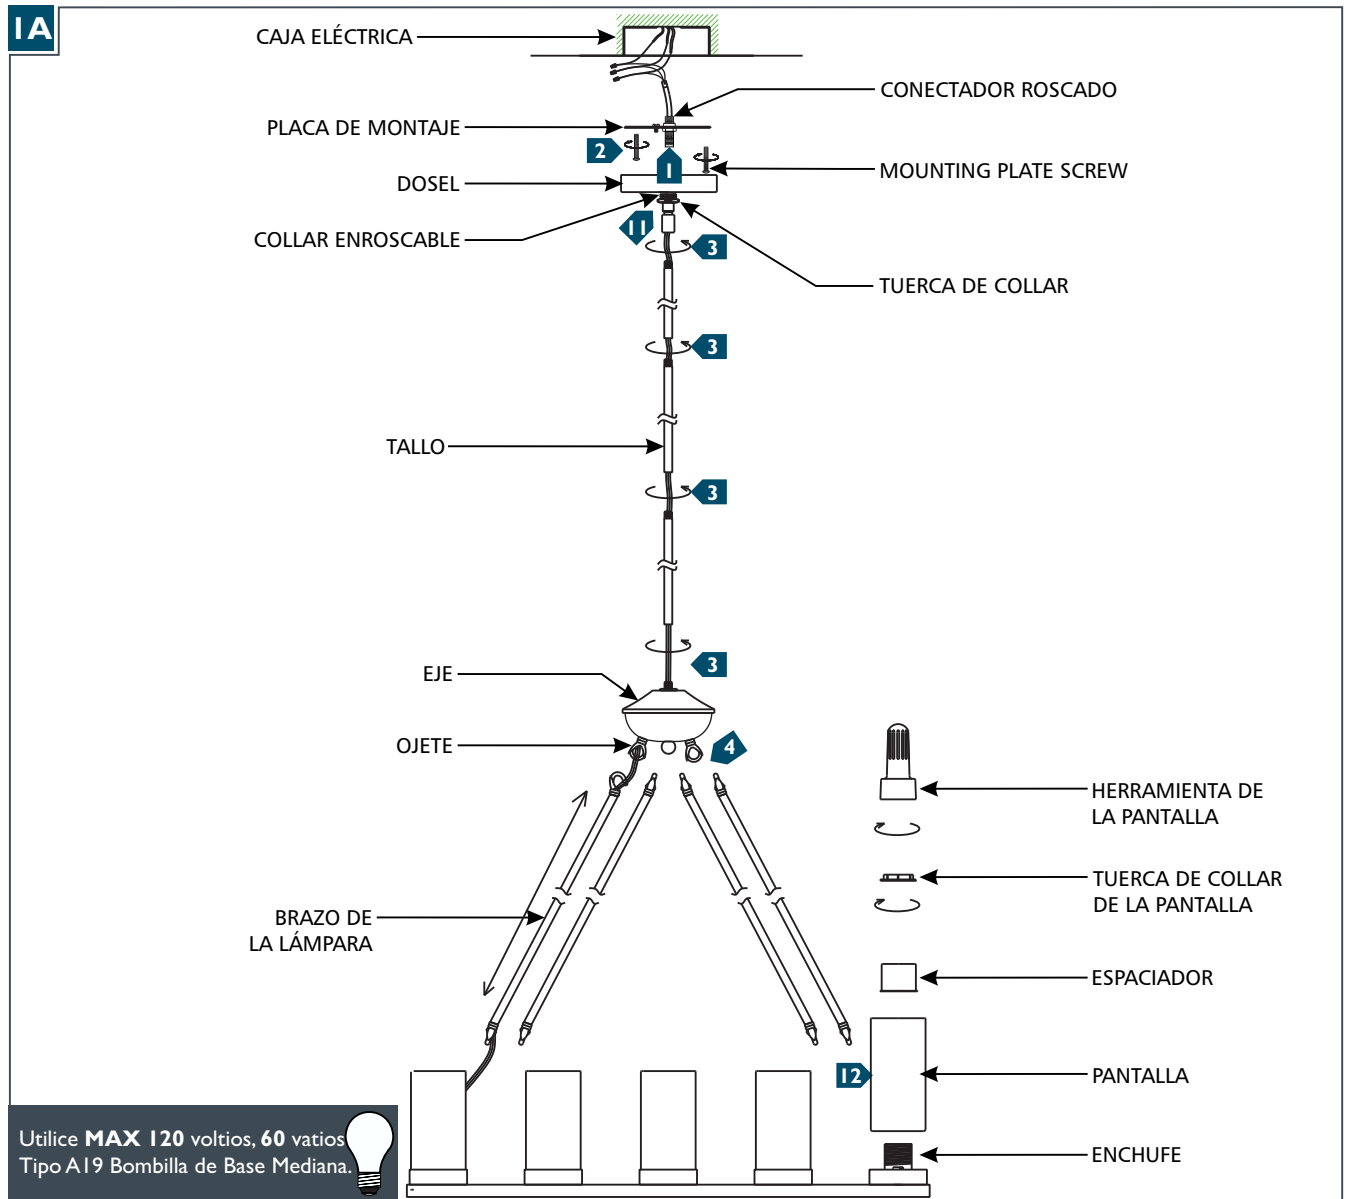 1A
CAJA ELÉCTRICA
CONECTADOR ROSCADO
PLACA DE MONTAJE
2
1
MOUNTING PLATE SCREW
DOSEL
11
COLLAR ENROSCABLE
3
TUERCA DE COLLAR
3
TALLO
3
3
EJE
OJETE
4
HERRAMIENTA DE
LA PANTALLA
TUERCA DE COLLAR
DE LA PANTALLA
BRAZO DE
LA LÁMPARA
ESPACIADOR
12
PANTALLA
ENCHUFE
Utilice MAX 120 voltios, 60 vatios
Tipo A19 Bombilla de Base Mediana.